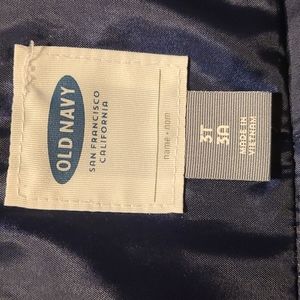 OLD NAVY
SAN FRANCISCO
CALIFORNIA
name • nom
3T
3A
MADE IN
VIETNAM